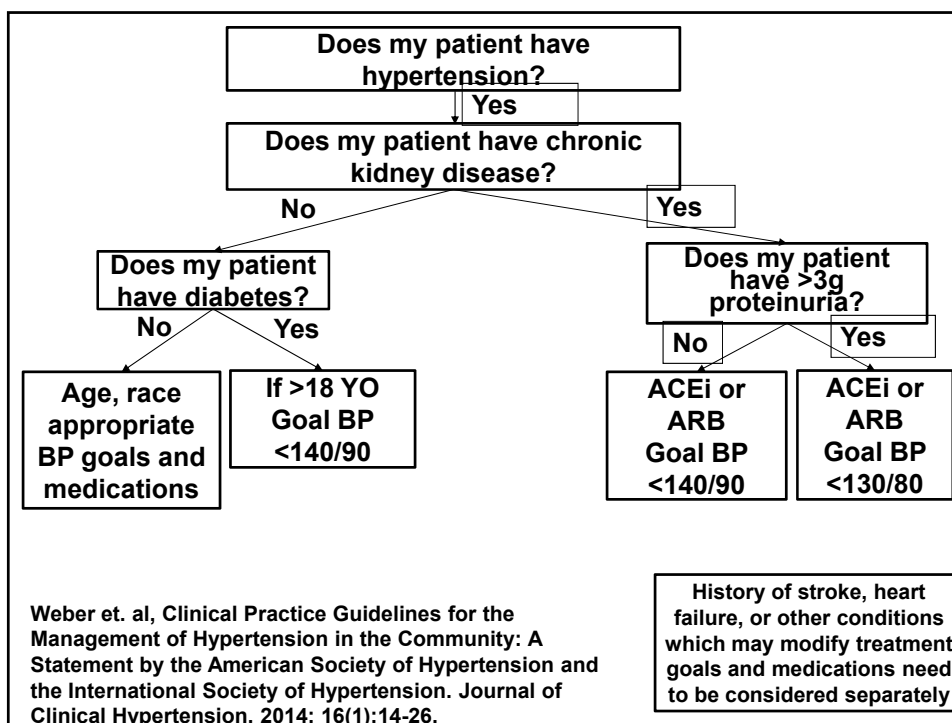 Does my patient have
hypertension?
Yes
Does my patient have chronic
kidney disease?
No
Yes
Does my patient
have diabetes?
Does my patient
have >3g
proteinuria?
No
Yes
No
Yes
Age, race
appropriate
BP goals and
medications
If >18 YO
Goal BP
<140/90
ACEi or
ARB
Goal BP
<140/90
ACEi or
ARB
Goal BP
<130/80
Weber et. al, Clinical Practice Guidelines for the
Management of Hypertension in the Community: A
Statement by the American Society of Hypertension and
the International Society of Hypertension. Journal of
Clinical Hypertension. 2014; 16(1):14-26.
History of stroke, heart
failure, or other conditions
which may modify treatment
goals and medications need
to be considered separately